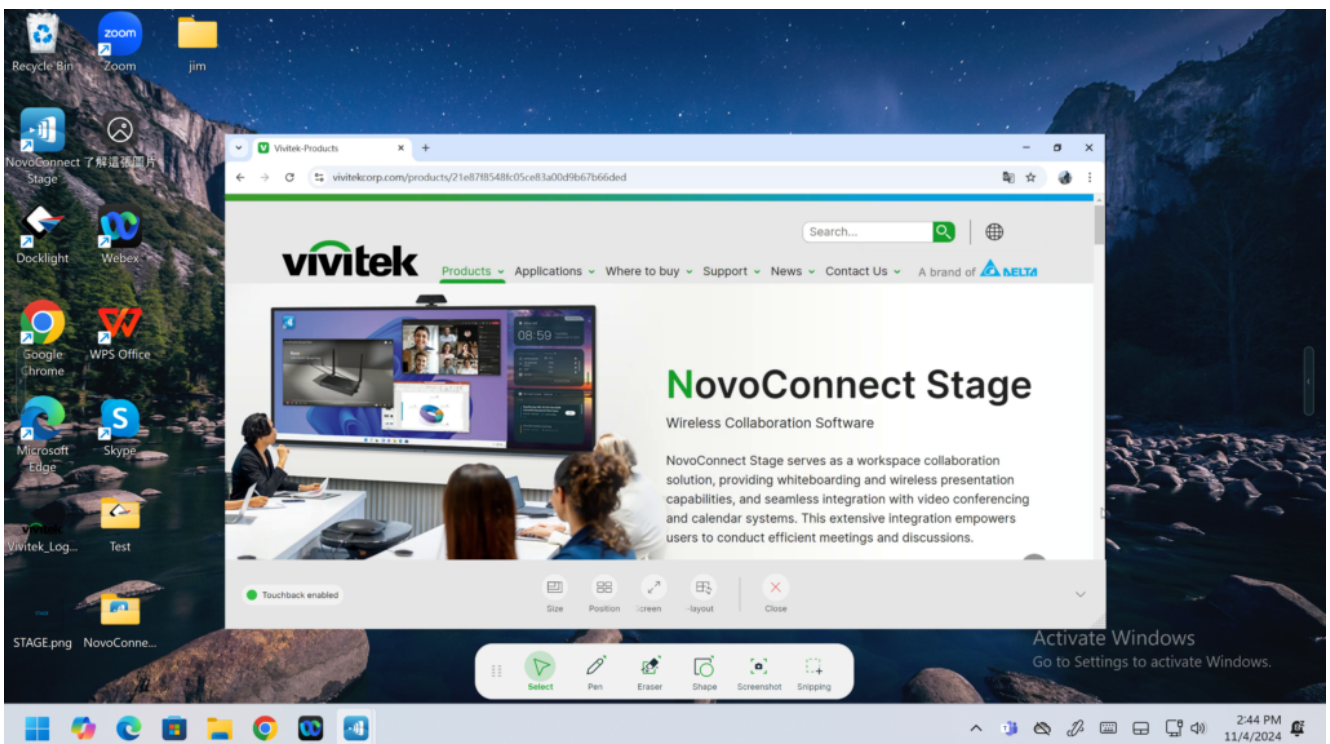 Recycle Bin
zoom
Zoom
jim
NovoConnect Stage
了解這張圖片
Docklight
Webex
Google Chrome
WPS Office
Microsoft Edge
Skype
vivitek
Vivitek_Log...
Test
STAGE.png
NovoConne...
Vivitek-Products
vivitekcorp.com/products/21e87f8548fc05ce83a00d9b67b66ded
Search...
vivitek
Products
Applications
Where to buy
Support
News
Contact Us
A brand of
DELTA
08:59
NovoConnect Stage
Wireless Collaboration Software
NovoConnect Stage serves as a workspace collaboration
solution, providing whiteboarding and wireless presentation
capabilities, and seamless integration with video conferencing
and calendar systems. This extensive integration empowers
users to conduct efficient meetings and discussions.
Touchback enabled
Size
Position
-layout
Close
Select
Pen
Eraser
Shape
Screenshot
Snipping
Activate Windows
Go to Settings to activate Windows.
2:44 PM
11/4/2024